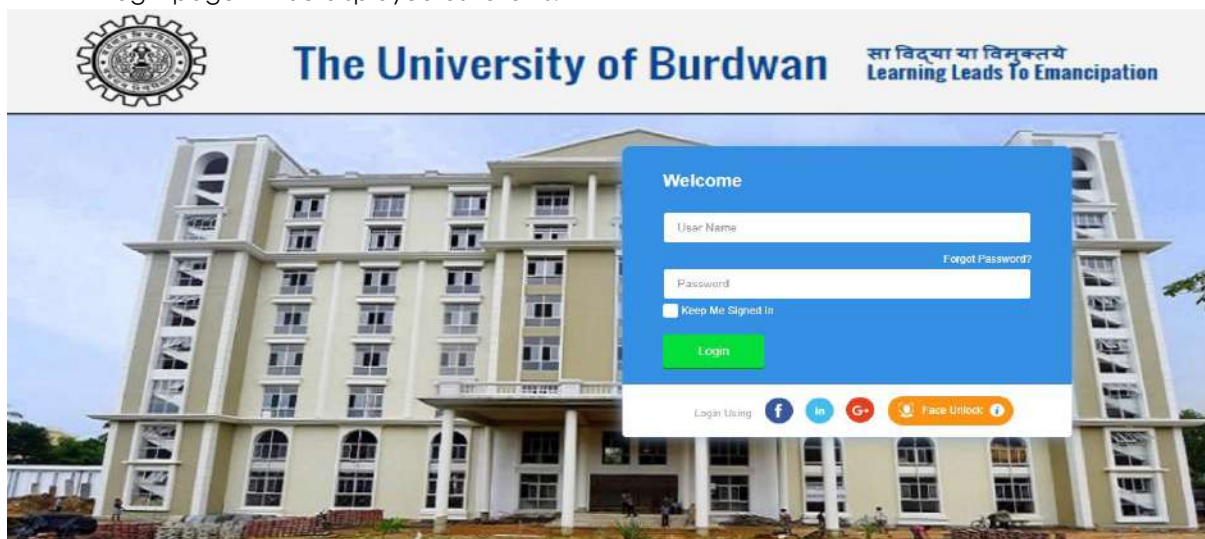 The University of Burdwan
सा विद्या या विमुक्तये
Learning Leads To Emancipation
Welcome
User Name
Forgot Password?
Password
Keep Me Signed In
Login
Login Using
Face Unlock